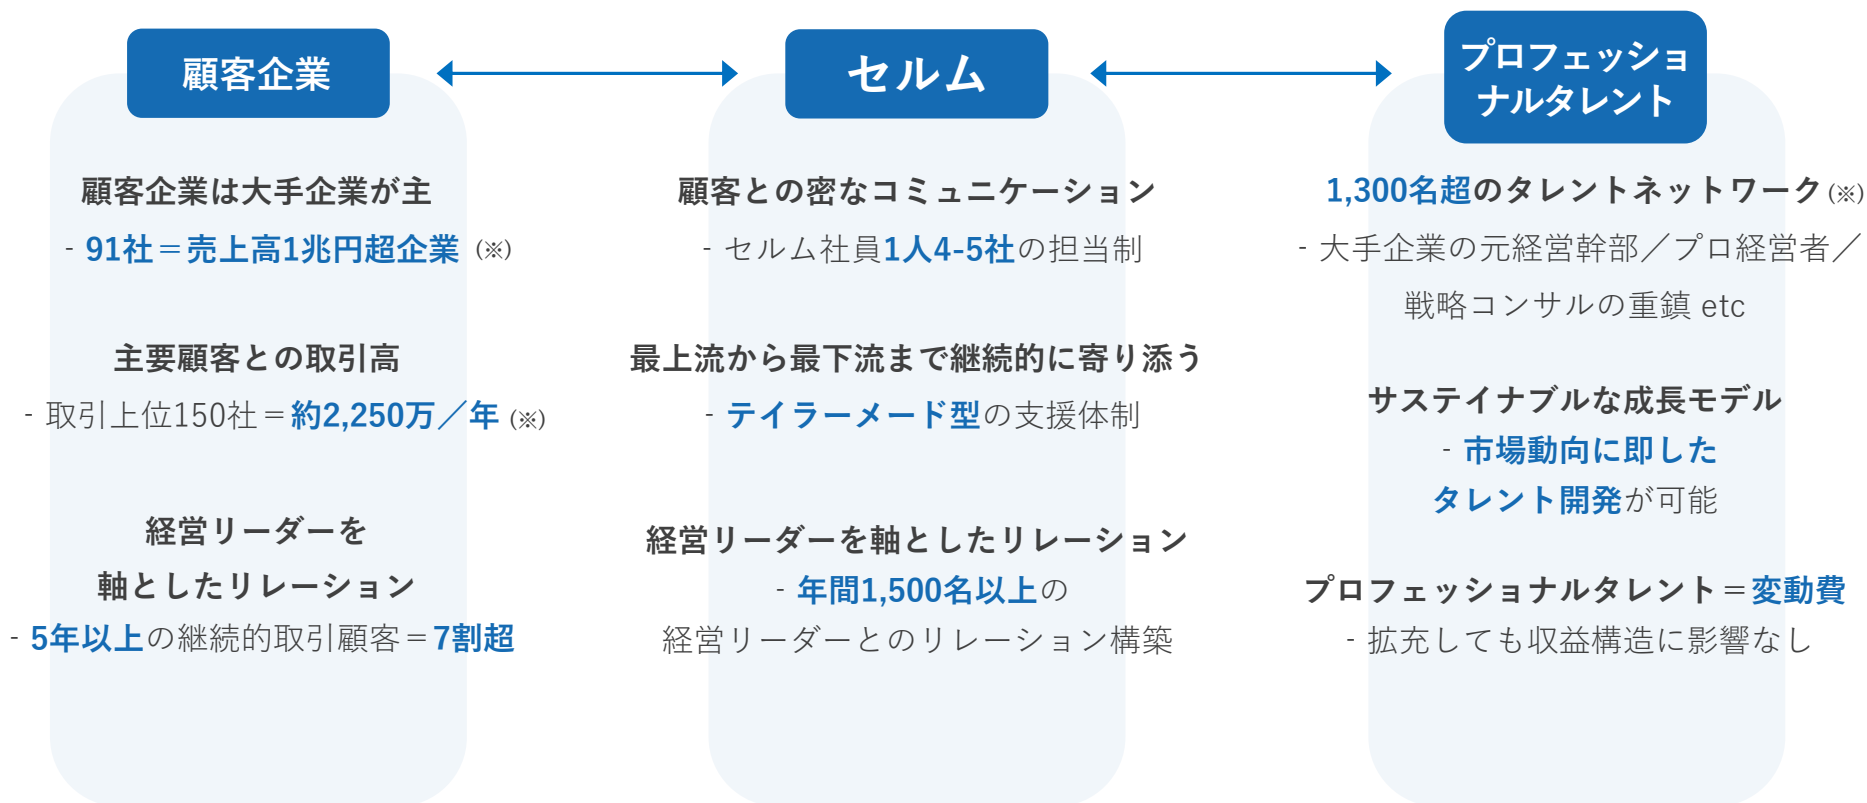 顧客企業
顧客企業は大手企業が主
- 91社＝売上高1兆円超企業 (※)
主要顧客との取引高
- 取引上位150社＝約2,250万／年 (※)
経営リーダーを
軸としたリレーション
- 5年以上の継続的取引顧客＝7割超
セルム
顧客との密なコミュニケーション
- セルム社員1人4-5社の担当制
最上流から最下流まで継続的に寄り添う
- テイラーメード型の支援体制
経営リーダーを軸としたリレーション
- 年間1,500名以上の
経営リーダーとのリレーション構築
プロフェッショ
ナルタレント
1,300名超のタレントネットワーク(※)
- 大手企業の元経営幹部／プロ経営者／
戦略コンサルの重鎮 etc
サステイナブルな成長モデル
- 市場動向に即した
タレント開発が可能
プロフェッショナルタレント＝変動費
- 拡充しても収益構造に影響なし